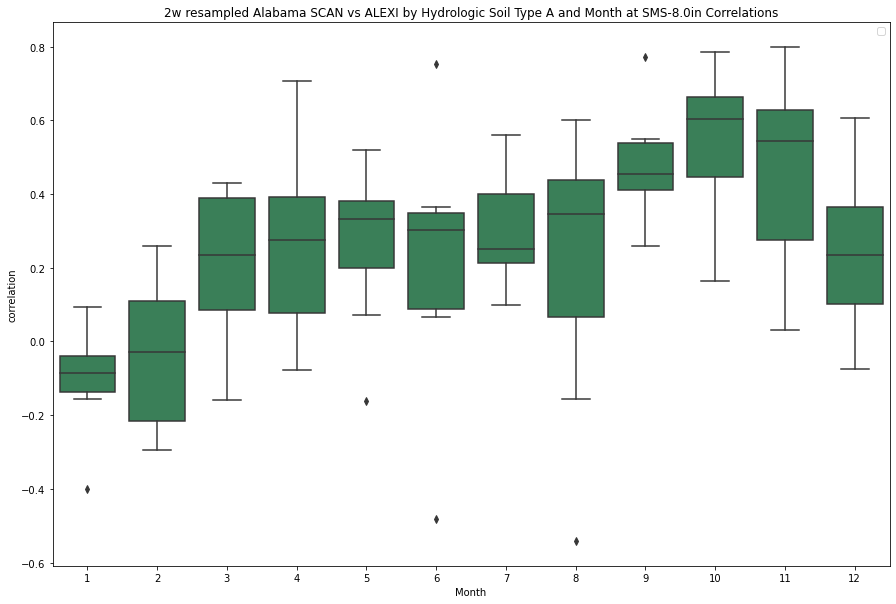 2w resampled Alabama SCAN vs ALEXI by Hydrologic Soil Type A and Month at SMS-8.0in Correlations
0.8
0.6
0.4
0.2
0.0
−0.2
−0.4
−0.6
correlation
1 2 3 4 5 6 7 8 9 10 11 12
Month